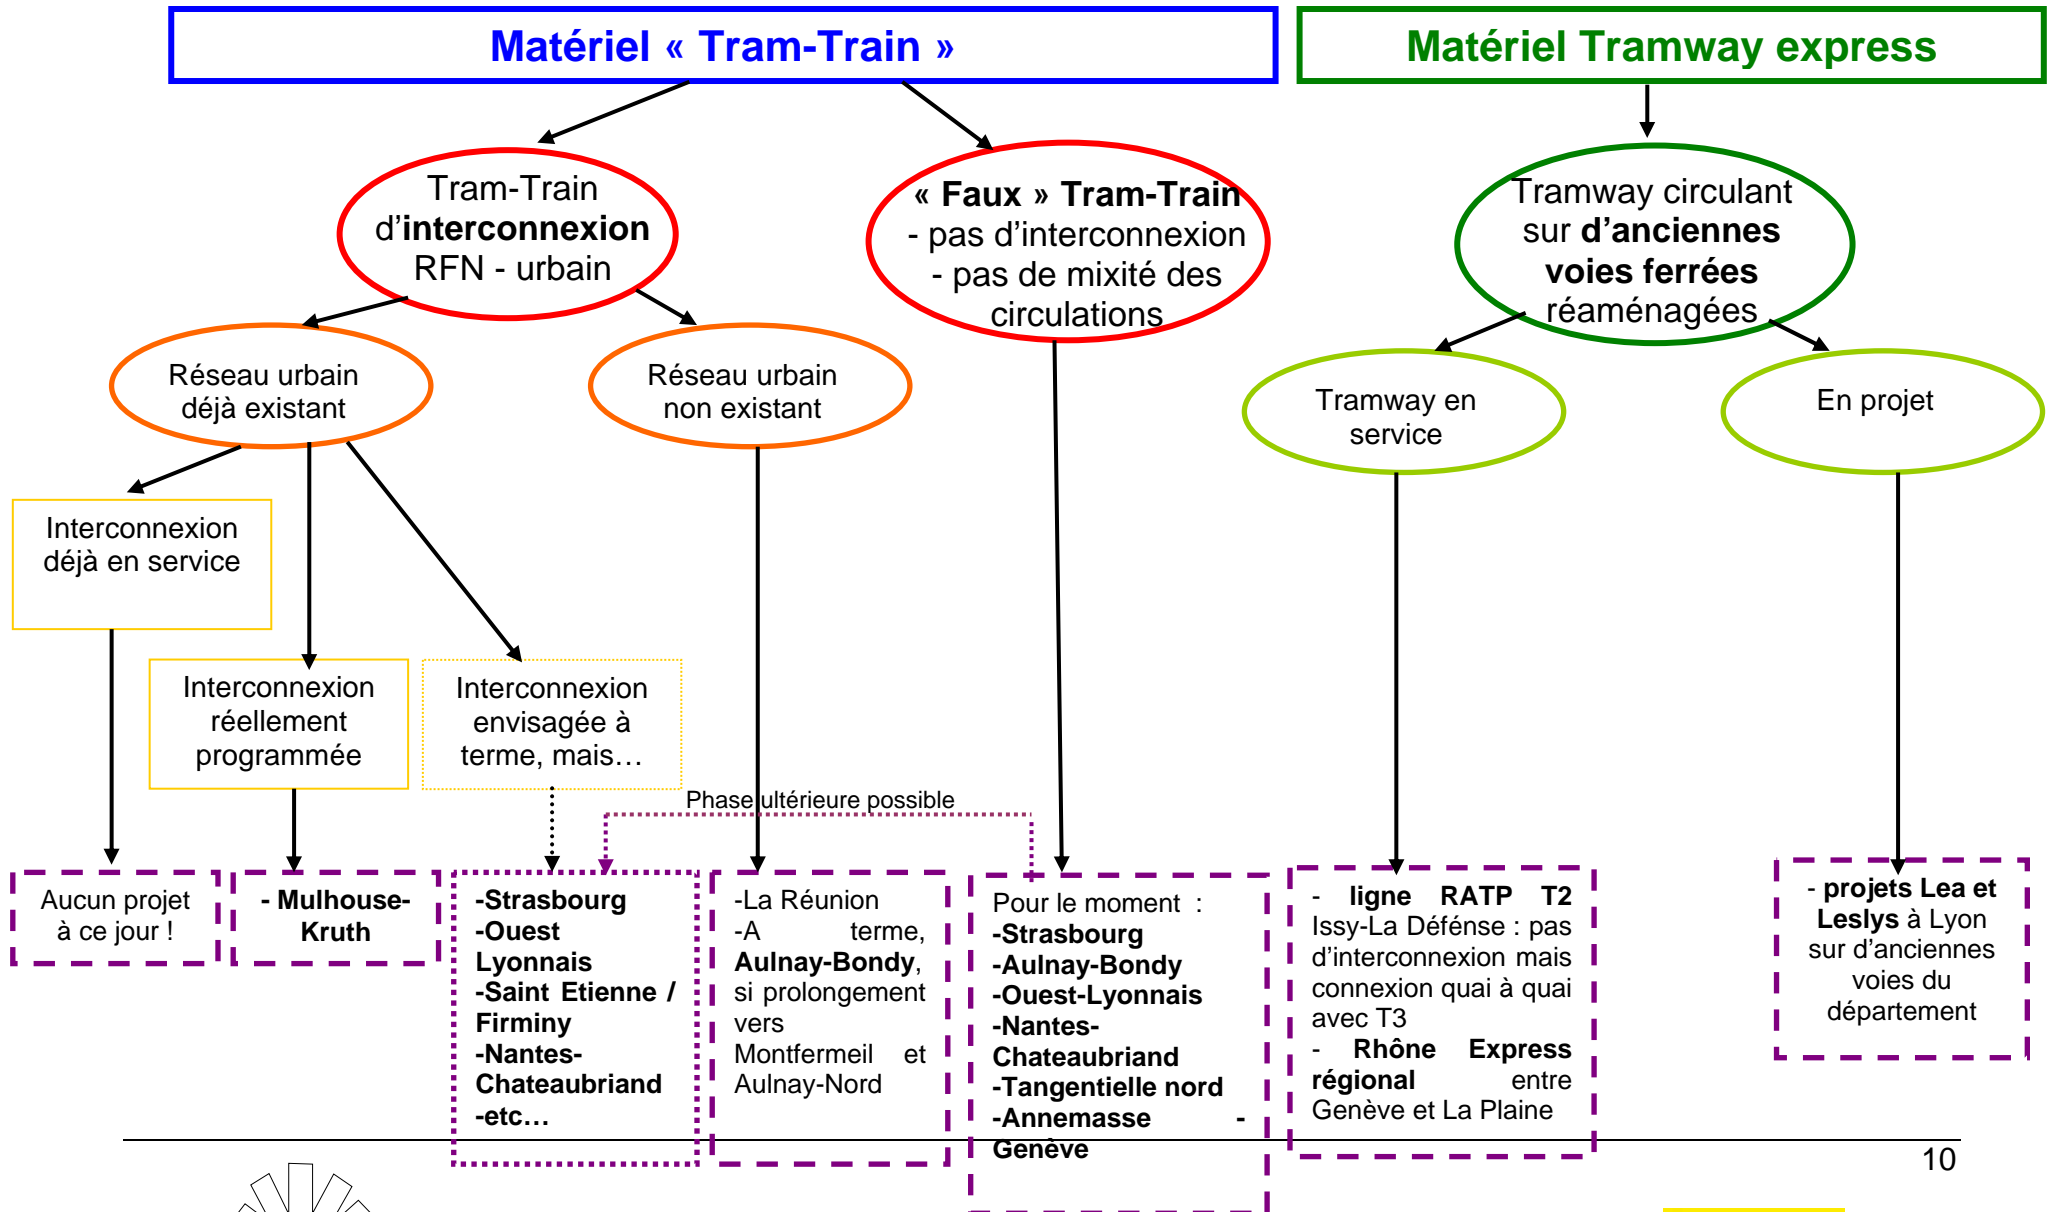 Matériel « Tram-Train »
Matériel Tramway express
Tram-Train
d'interconnexion
RFN - urbain
« Faux » Tram-Train
- pas d'interconnexion
- pas de mixité des
circulations
Tramway circulant
sur d'anciennes
voies ferrées
réaménagées
Réseau urbain
déjà existant
Réseau urbain
non existant
Tramway en
service
En projet
Interconnexion
déjà en service
Interconnexion
réellement
programmée
Interconnexion
envisagée à
terme, mais…
Phase ultérieure possible
Aucun projet
à ce jour !
- Mulhouse-
Kruth
-Strasbourg
-Ouest
Lyonnais
-Saint Etienne /
Firminy
-Nantes-
Chateaubriand
-etc…
-La Réunion
-A terme,
Aulnay-Bondy,
si prolongement
vers
Montfermeil et
Aulnay-Nord
Pour le moment :
-Strasbourg
-Aulnay-Bondy
-Ouest-Lyonnais
-Nantes-
Chateaubriand
-Tangentielle nord
-Annemasse -
Genève
- ligne RATP T2
Issy-La Défénse : pas
d'interconnexion mais
connexion quai à quai
avec T3
- Rhône Express
régional entre
Genève et La Plaine
- projets Lea et
Leslys à Lyon
sur d'anciennes
voies du
département
10